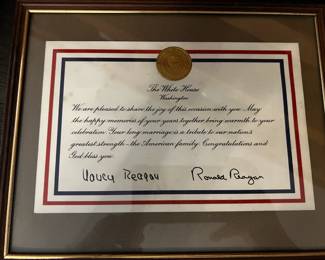 The White House
Washington
We are pleased to share the joy of this occasion with you. May
the happy memories of your years together bring warmth to your
celebration. Your long marriage is a tribute to our nation's
greatest strength - the American family. Congratulations and
God bless you.
Nancy Reagan Ronald Reagan